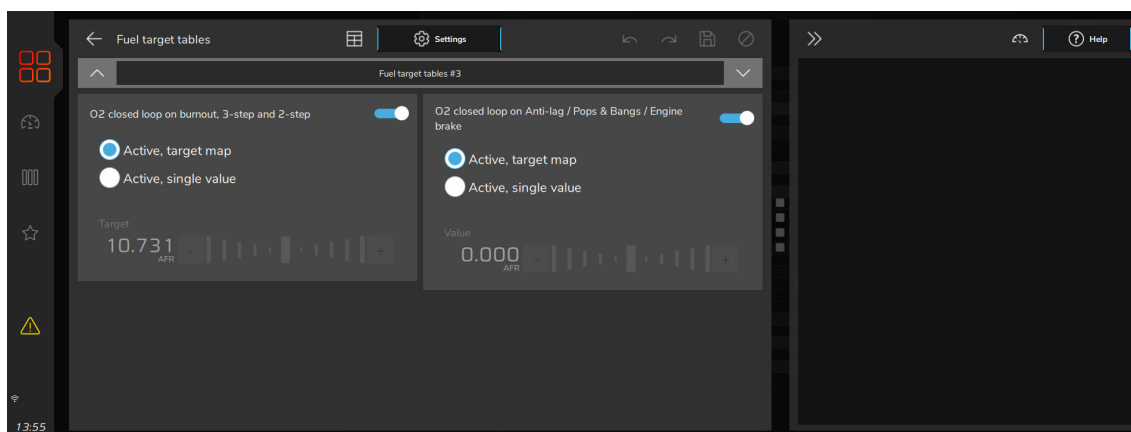 Fuel target tables
Settings
Help
Fuel target tables #3
O2 closed loop on burnout, 3-step and 2-step
Active, target map
Active, single value
Target
10.731
AFR
-
+
O2 closed loop on Anti-lag / Pops & Bangs / Engine
brake
Active, target map
Active, single value
Value
0.000
AFR
-
+
13:55